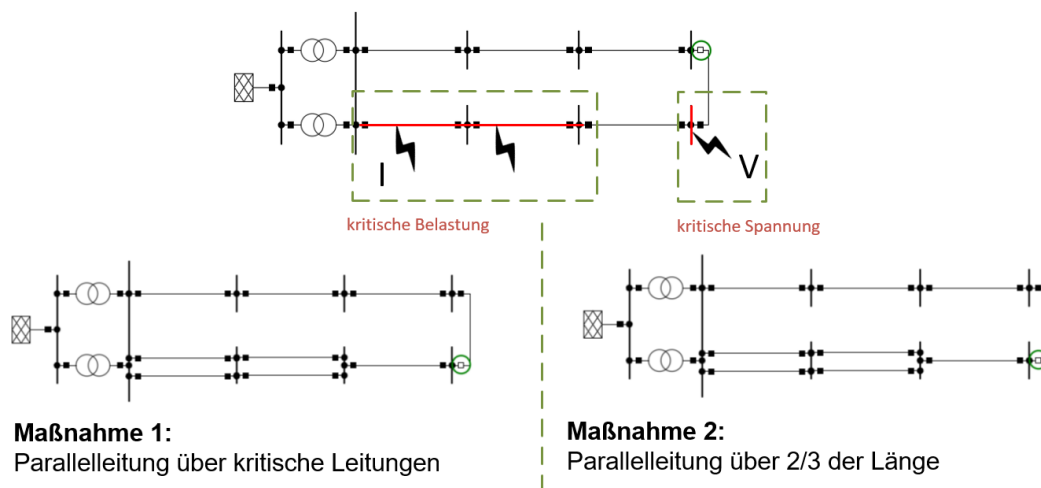 I
V
kritische Belastung
kritische Spannung
Maßnahme 1:
Parallelleitung über kritische Leitungen
Maßnahme 2:
Parallelleitung über 2/3 der Länge